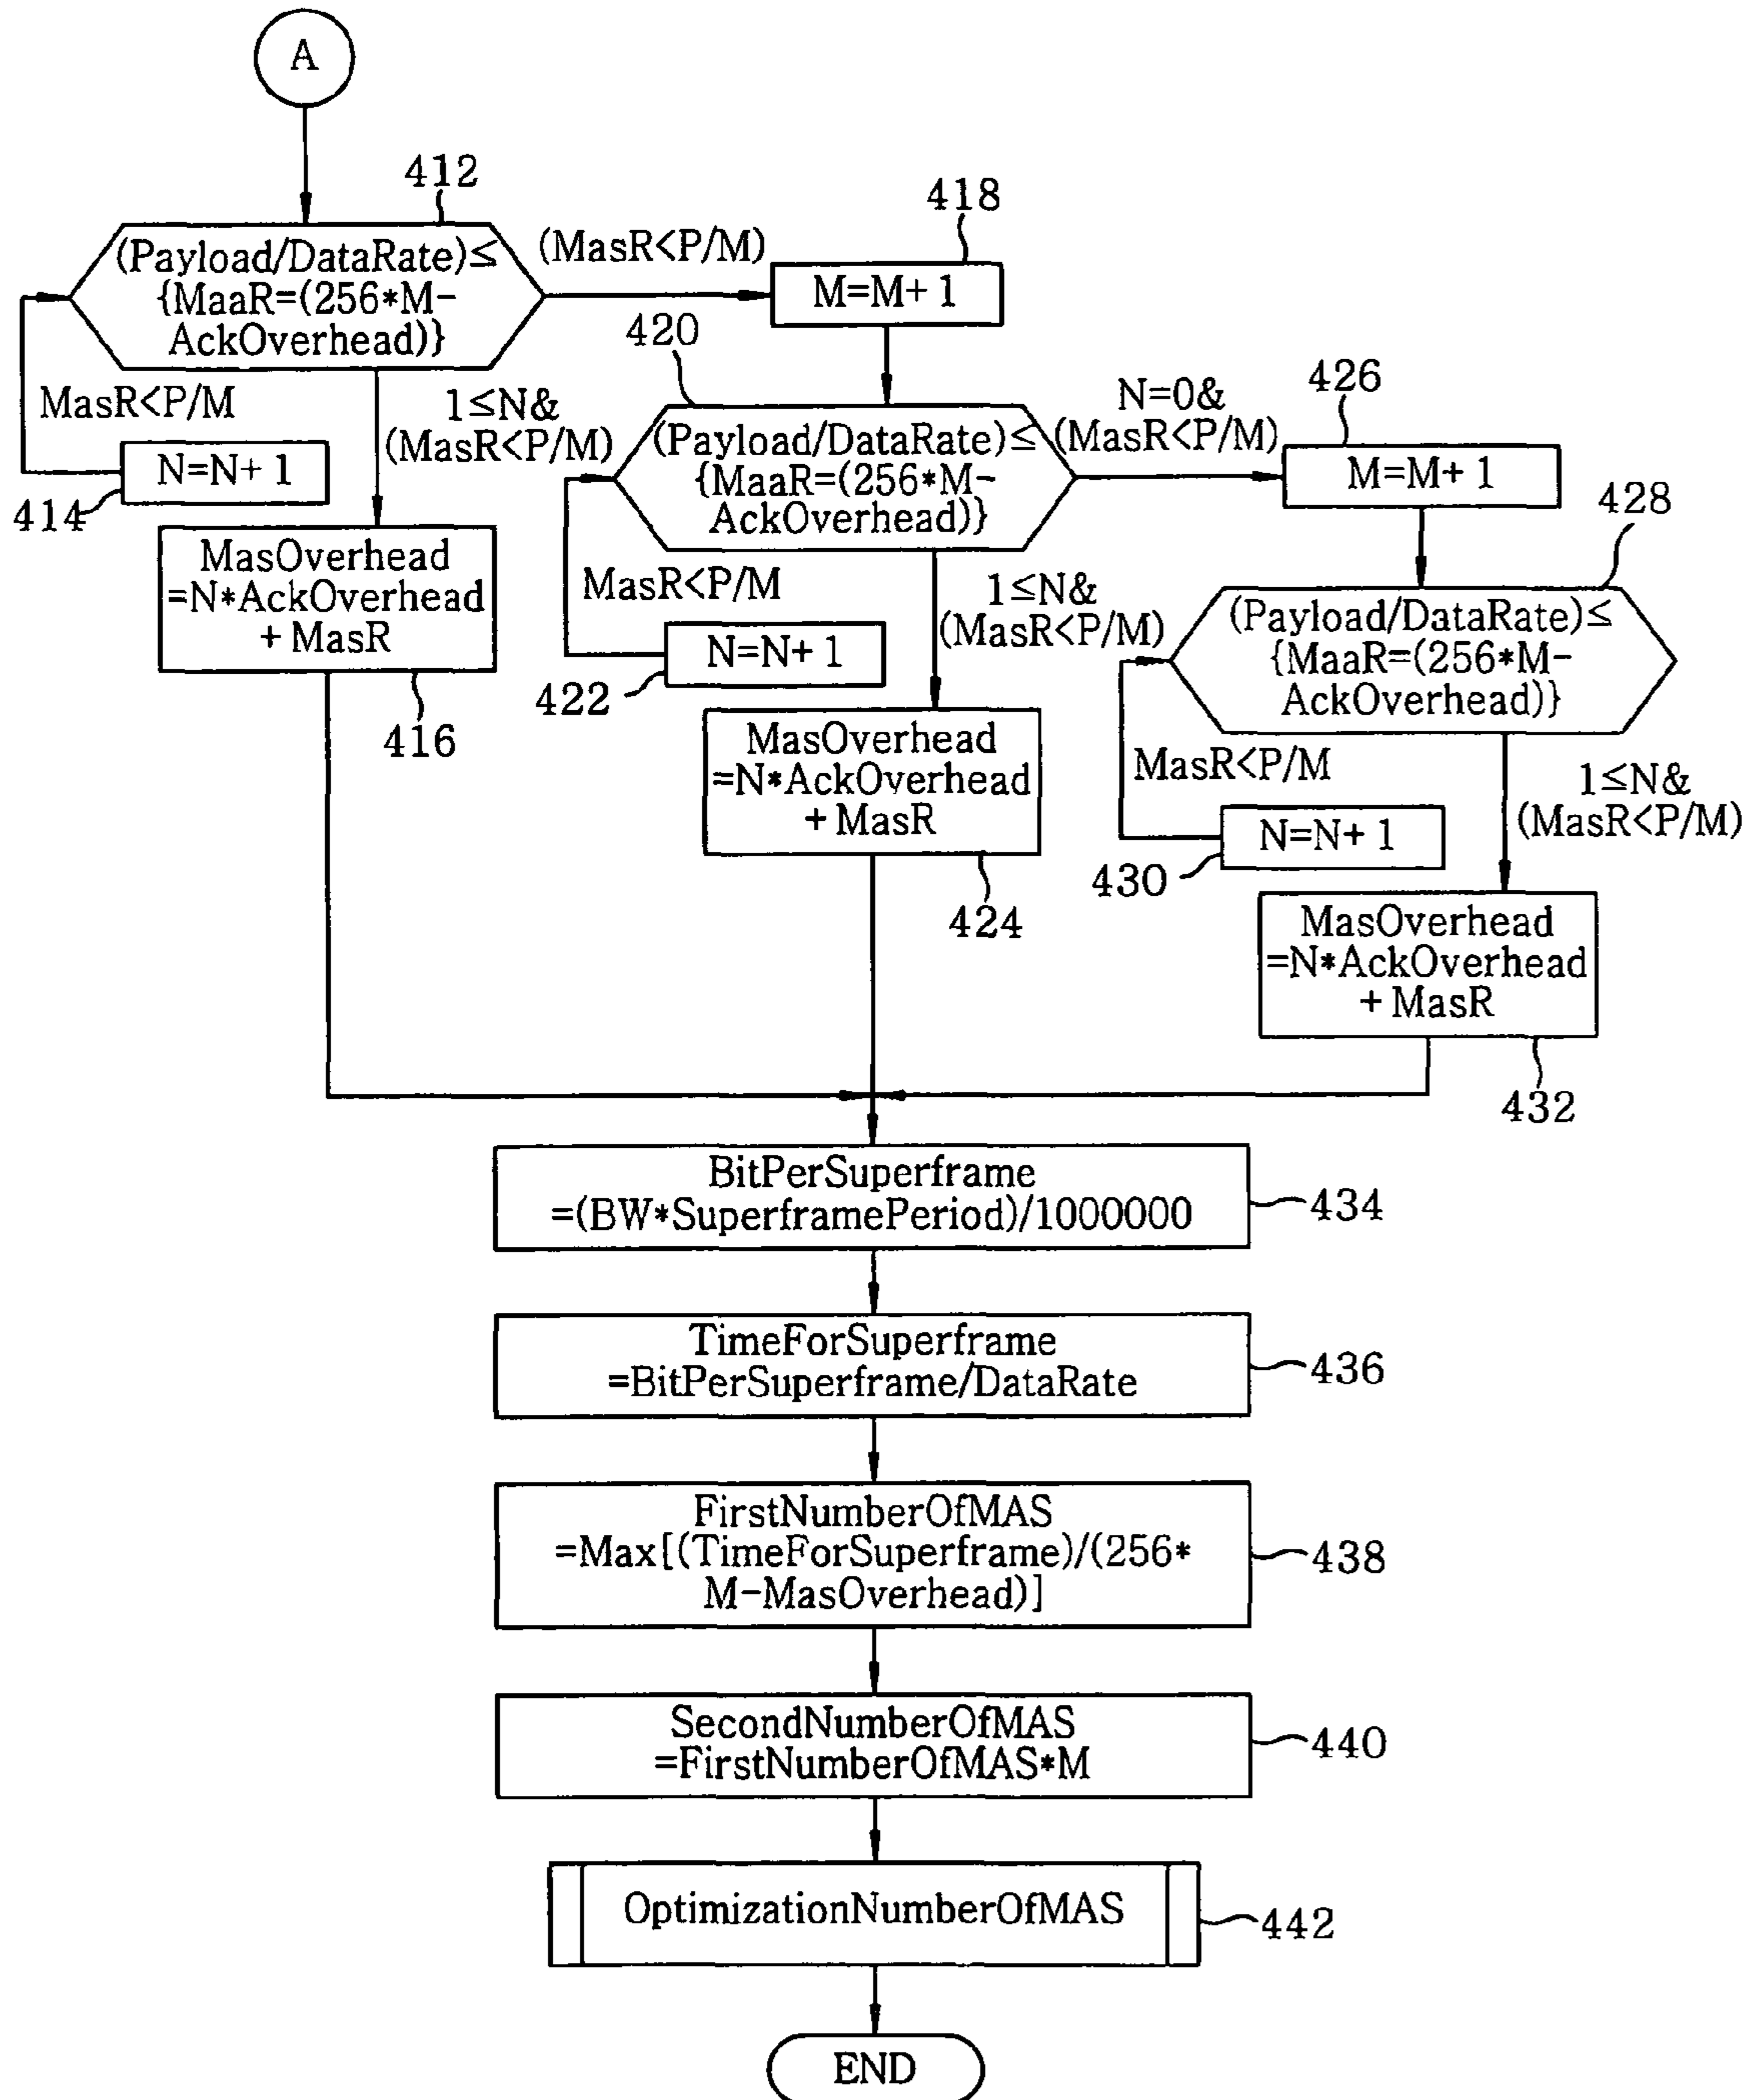 A
412
(Payload/DataRate)≤
{MaaR=(256*M-
AckOverhead)}
(MasR<P/M)
418
M=M+1
MasR<P/M
N=N+1
414
1≤N&
(MasR<P/M)
MasOverhead
=N*AckOverhead
+MasR
416
420
(Payload/DataRate)≤
{MaaR=(256*M-
AckOverhead)}
N=0&
(MasR<P/M)
426
M=M+1
MasR<P/M
N=N+1
422
1≤N&
(MasR<P/M)
MasOverhead
=N*AckOverhead
+MasR
424
428
(Payload/DataRate)≤
{MaaR=(256*M-
AckOverhead)}
MasR<P/M
N=N+1
430
1≤N&
(MasR<P/M)
MasOverhead
=N*AckOverhead
+MasR
432
BitPerSuperframe
=(BW*SuperframePeriod)/1000000
434
TimeForSuperframe
=BitPerSuperframe/DataRate
436
FirstNumberOfMAS
=Max[(TimeForSuperframe)/(256*
M-MasOverhead)]
438
SecondNumberOfMAS
=FirstNumberOfMAS*M
440
OptimizationNumberOfMAS
442
END